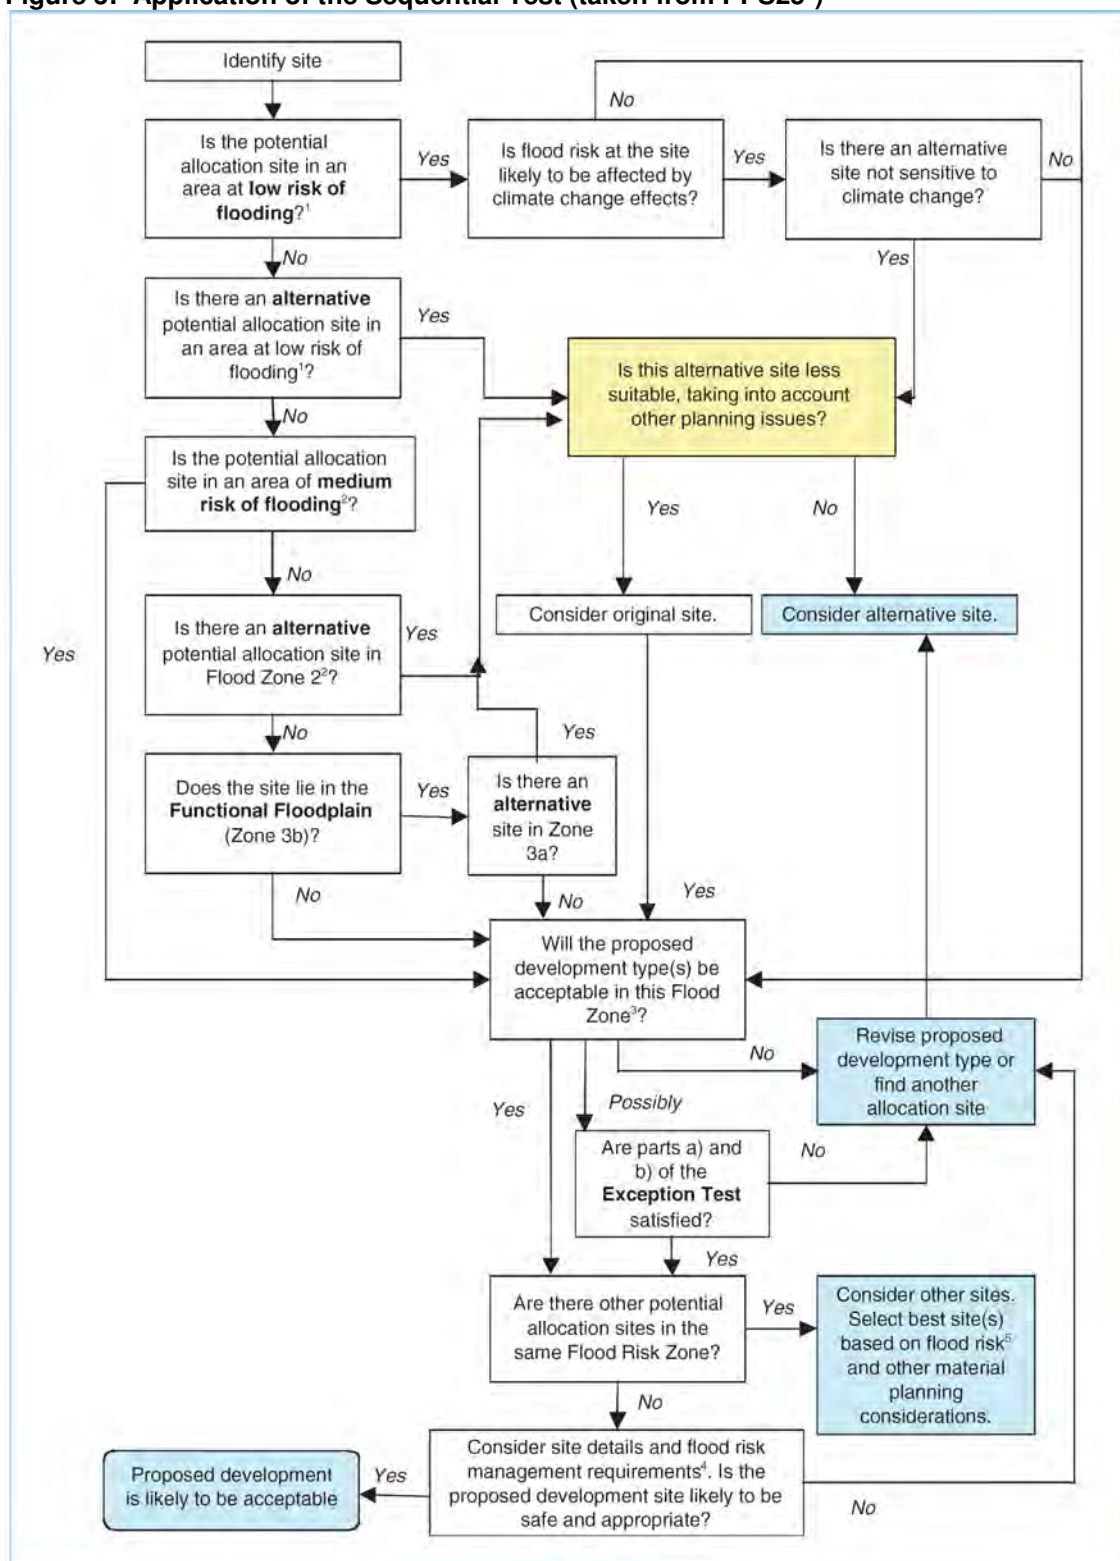 Identify site
No
Is the potential
allocation site in an
area at low risk of
flooding?¹
Yes
Is flood risk at the site
likely to be affected by
climate change effects?
Yes
Is there an alternative
site not sensitive to
climate change?
No
No
Yes
Is there an alternative
potential allocation site in
an area at low risk of
flooding¹?
Yes
Is this alternative site less
suitable, taking into account
other planning issues?
No
Is the potential allocation
site in an area of medium
risk of flooding²?
Yes
No
No
Consider original site.
Consider alternative site.
Yes
Is there an alternative
potential allocation site in
Flood Zone 2²?
Yes
No
Yes
Does the site lie in the
Functional Floodplain
(Zone 3b)?
Yes
Is there an
alternative
site in Zone
3a?
No
No
Yes
Will the proposed
development type(s) be
acceptable in this Flood
Zone³?
No
Revise proposed
development type or
find another
allocation site
Yes
Possibly
Are parts a) and
b) of the
Exception Test
satisfied?
No
Yes
Are there other potential
allocation sites in the
same Flood Risk Zone?
Yes
Consider other sites.
Select best site(s)
based on flood risk⁵
and other material
planning
considerations.
No
Consider site details and flood risk
management requirements⁴. Is the
proposed development site likely to be
safe and appropriate?
Yes
Proposed development
is likely to be acceptable
No